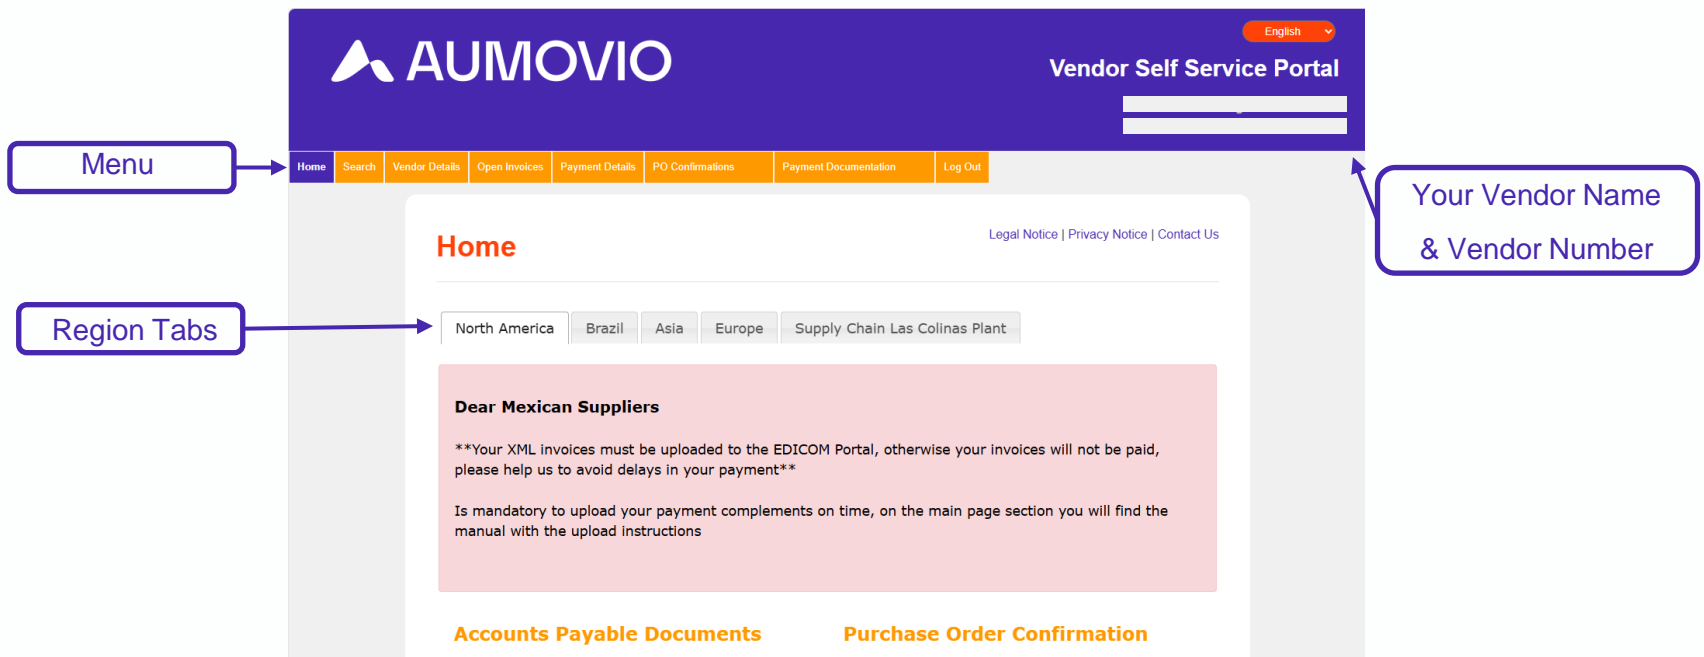 AUMOVIO
English
Vendor Self Service Portal
Menu
Home Search Vendor Details Open Invoices Payment Details PO Confirmations Payment Documentation Log Out
Your Vendor Name
& Vendor Number
Home
Legal Notice | Privacy Notice | Contact Us
Region Tabs
North America Brazil Asia Europe Supply Chain Las Colinas Plant
Dear Mexican Suppliers
**Your XML invoices must be uploaded to the EDICOM Portal, otherwise your invoices will not be paid,
please help us to avoid delays in your payment**
Is mandatory to upload your payment complements on time, on the main page section you will find the
manual with the upload instructions
Accounts Payable Documents
Purchase Order Confirmation